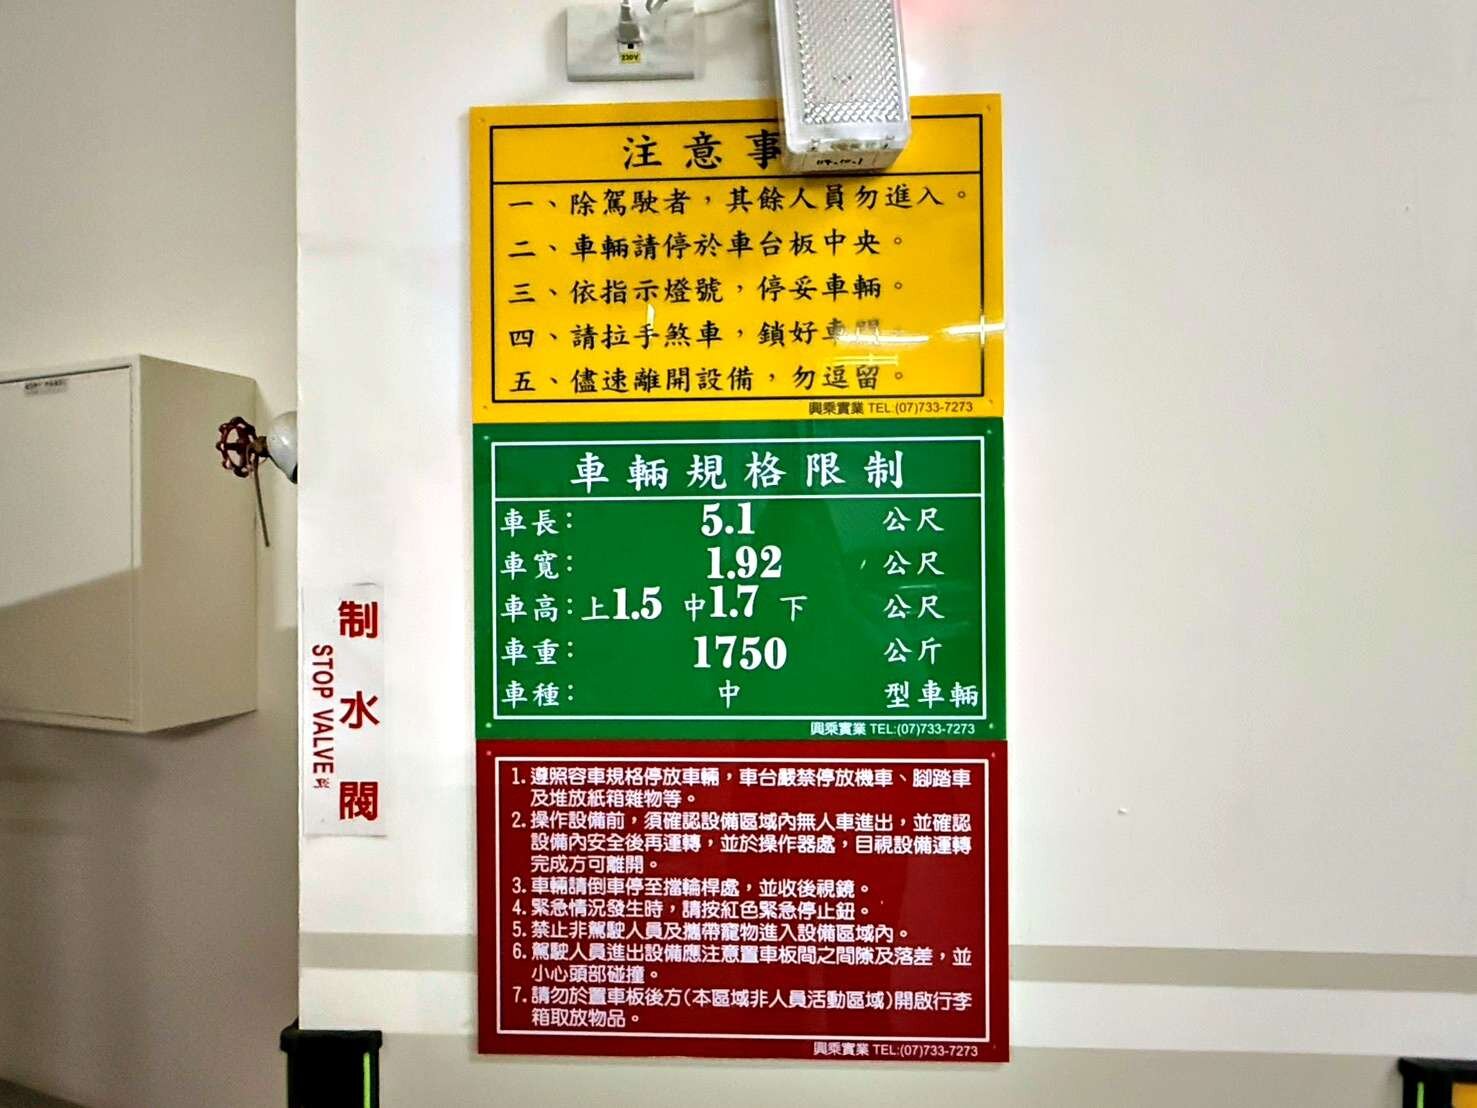 230V
注意事
一、除駕駛者，其餘人員勿進入。
二、車輛請停於車台板中央。
三、依指示燈號，停妥車輛。
四、請拉手煞車，鎖好車門。
五、儘速離開設備，勿逗留。
興乘實業 TEL:(07)733-7273
車輛規格限制
車長： 5.1 公尺
車寬： 1.92 公尺
車高：上1.5 中1.7 下 公尺
車重： 1750 公斤
車種： 中 型車輛
興乘實業 TEL:(07)733-7273
1. 遵照容車規格停放車輛，車台嚴禁停放機車、腳踏車
及堆放紙箱雜物等。
2. 操作設備前，須確認設備區域內無人車進出，並確認
設備內安全後再運轉，並於操作器處，目視設備運轉
完成方可離開。
3. 車輛請倒車停至擋輪桿處，並收後視鏡。
4. 緊急情況發生時，請按紅色緊急停止鈕。
5. 禁止非駕駛人員及攜帶寵物進入設備區域內。
6. 駕駛人員進出設備應注意置車板間之間隙及落差，並
小心頭部碰撞。
7. 請勿於置車板後方(本區域非人員活動區域)開啟行李
箱取放物品。
興乘實業 TEL:(07)733-7273
制水閥
STOP VALVE